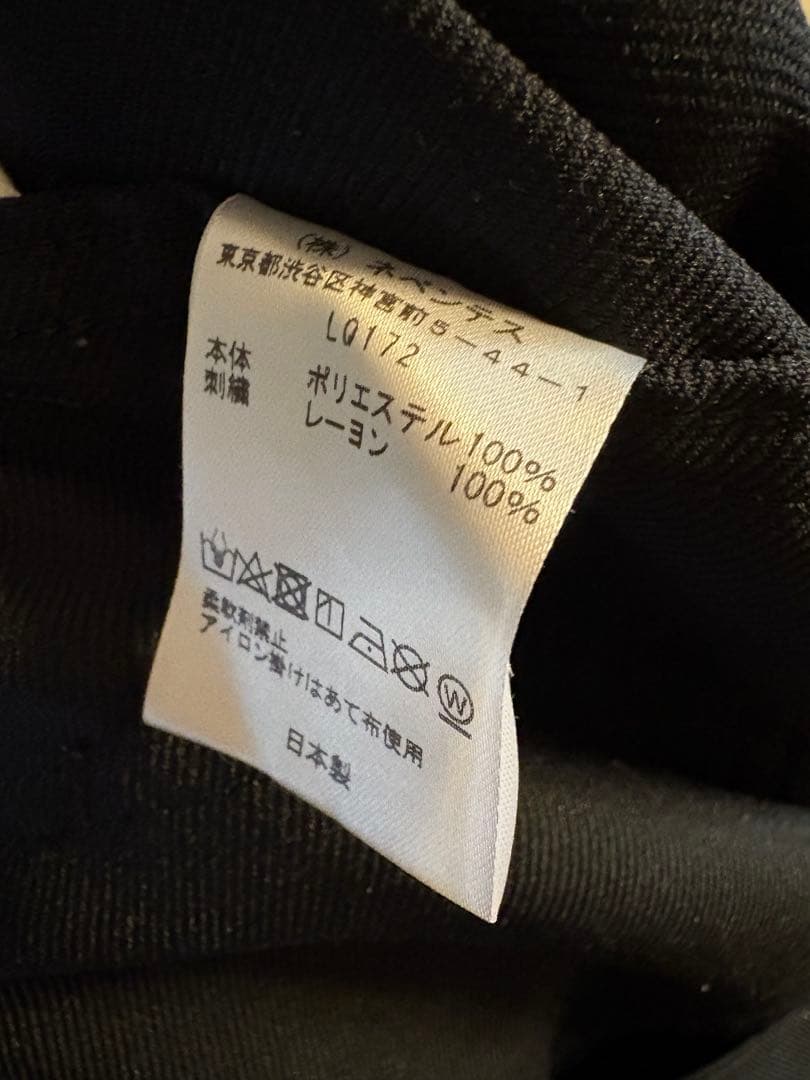 (株)ネペンテス
東京都渋谷区神宮前5-44-1
LQ172
本体 ポリエステル100%
刺繍 レーヨン 100%
柔軟剤禁止
アイロン掛けはあて布使用
日本製